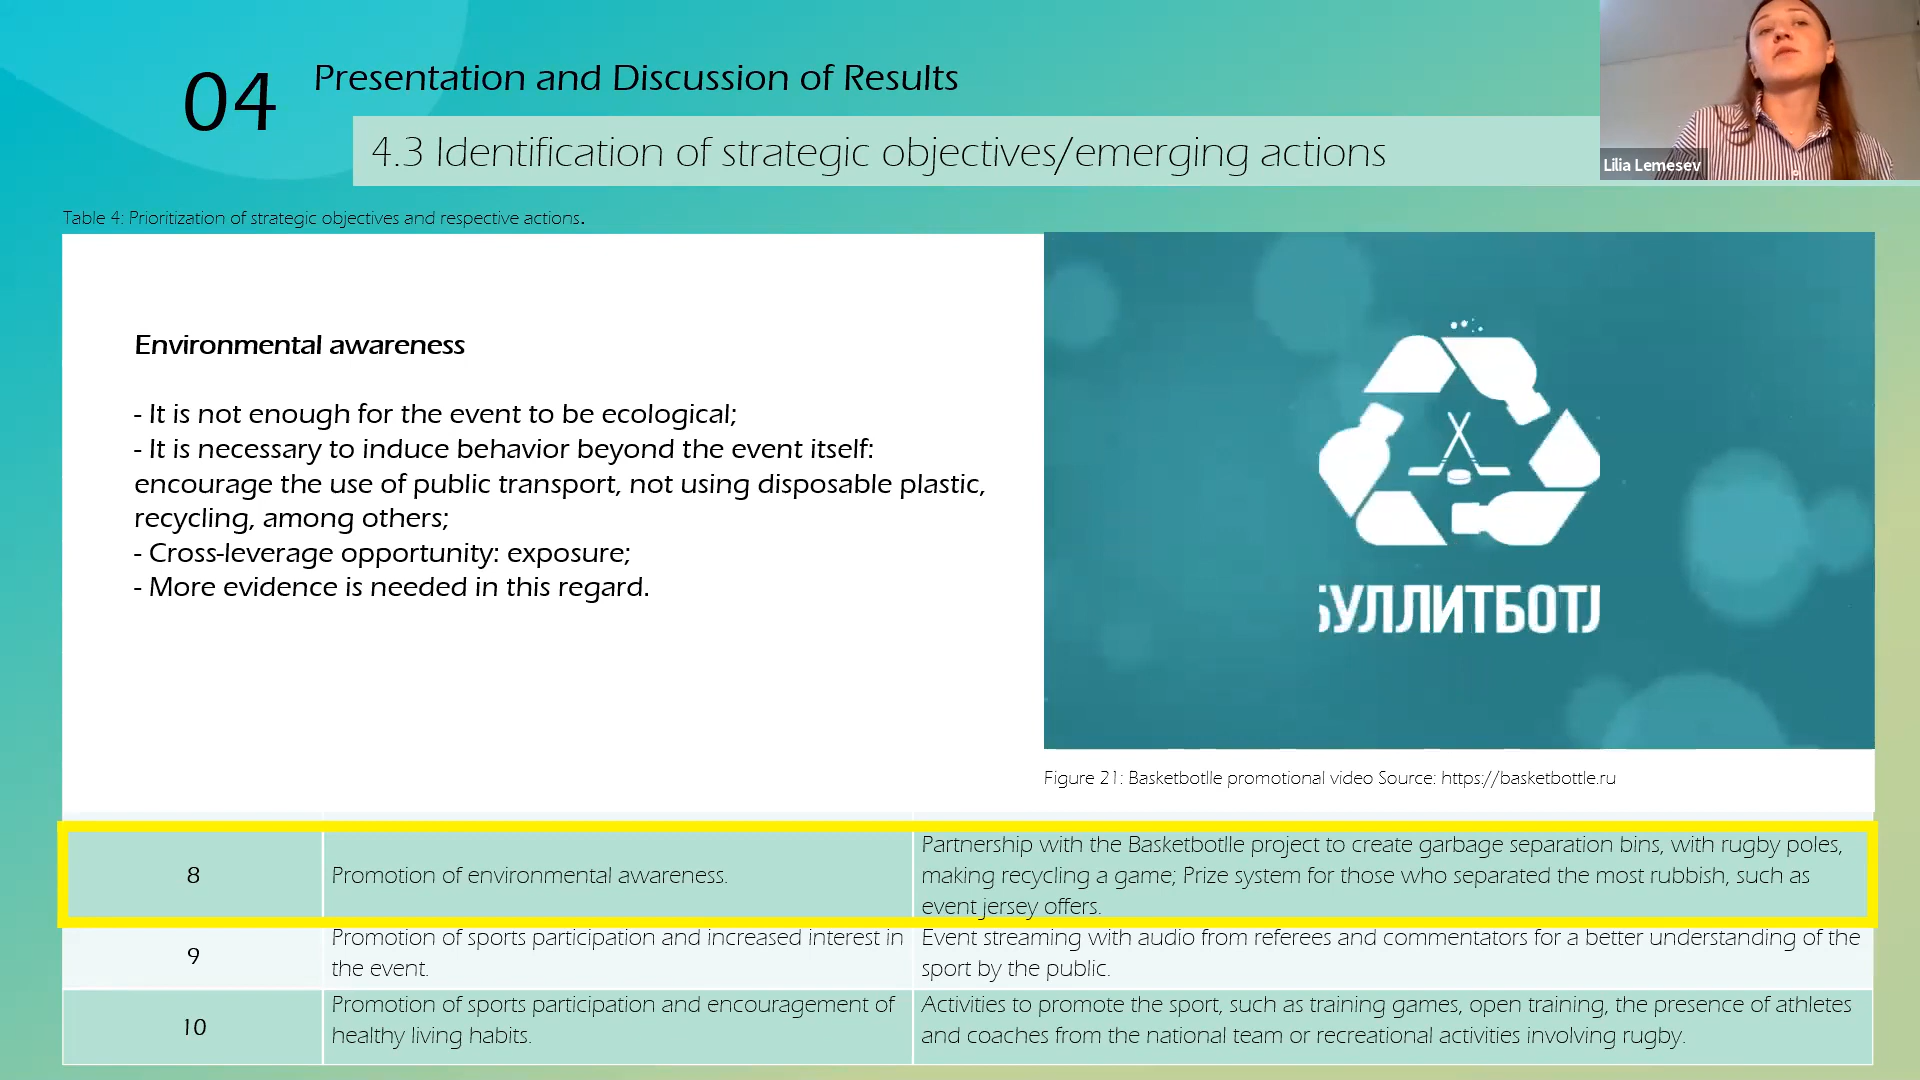 04
Presentation and Discussion of Results
4.3 Identification of strategic objectives/emerging actions
Lilia Lemesev
Table 4: Prioritization of strategic objectives and respective actions.
Environmental awareness
- It is not enough for the event to be ecological;
- It is necessary to induce behavior beyond the event itself:
encourage the use of public transport, not using disposable plastic,
recycling, among others;
- Cross-leverage opportunity: exposure;
- More evidence is needed in this regard.
БУЛЛИТБОТЛ
Figure 21: Basketbotlle promotional video Source: https://basketbottle.ru
8
Promotion of environmental awareness.
Partnership with the Basketbotlle project to create garbage separation bins, with rugby poles,
making recycling a game; Prize system for those who separated the most rubbish, such as
event jersey offers.
9
Promotion of sports participation and increased interest in
the event.
Event streaming with audio from referees and commentators for a better understanding of the
sport by the public.
10
Promotion of sports participation and encouragement of
healthy living habits.
Activities to promote the sport, such as training games, open training, the presence of athletes
and coaches from the national team or recreational activities involving rugby.